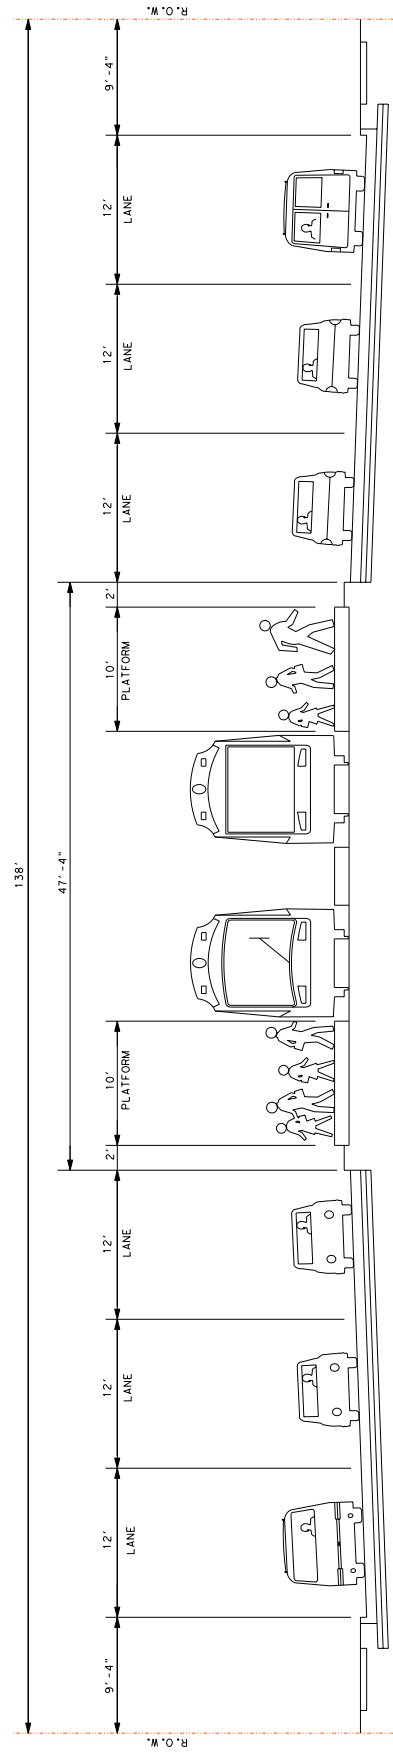 138'
47'-4"
R.O.W.
9'-4"
12'
LANE
12'
LANE
12'
LANE
2'
10'
PLATFORM
10'
PLATFORM
2'
12'
LANE
12'
LANE
12'
LANE
9'-4"
R.O.W.